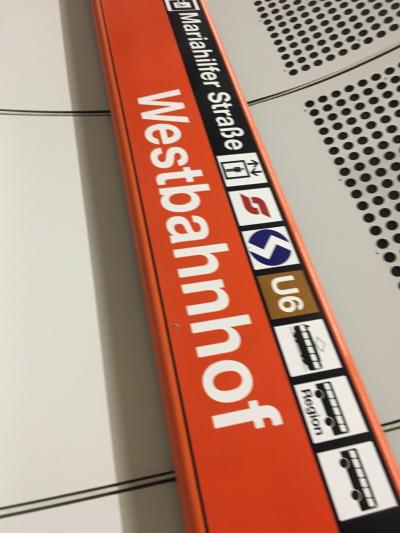 Mariahilfer Straße
U6
Region
Westbahnhof